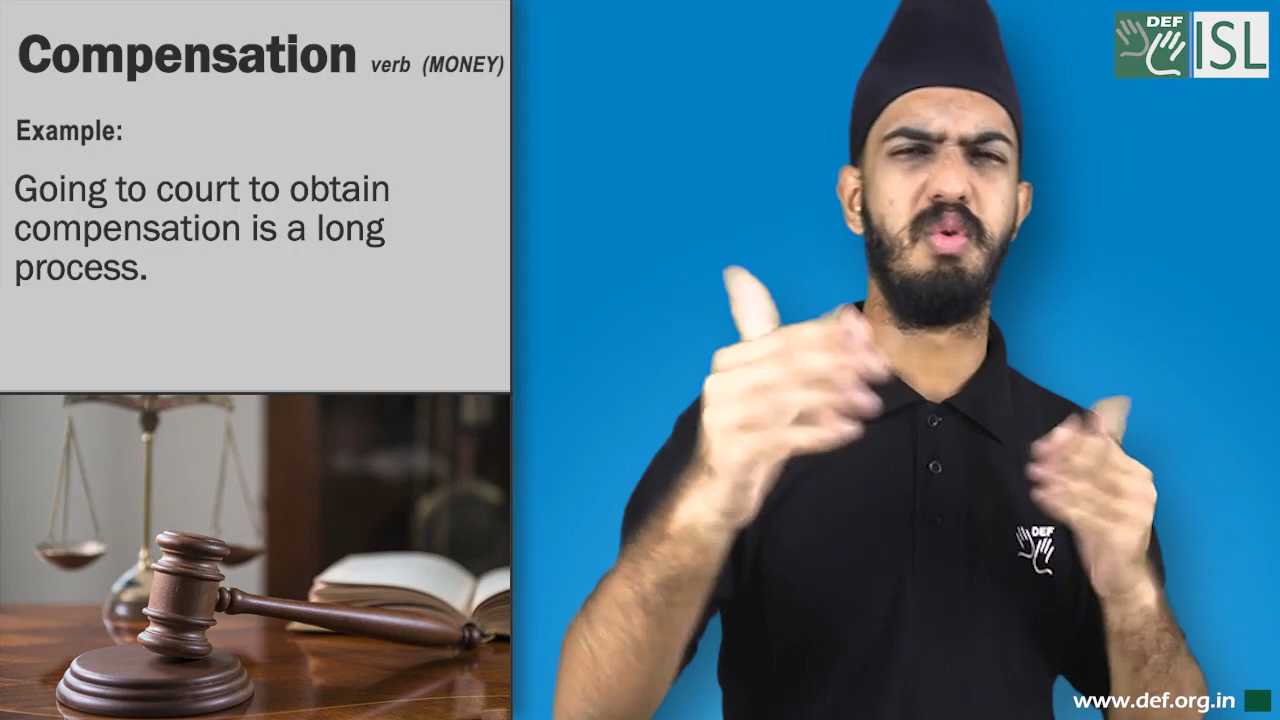 Compensation verb (MONEY)
Example:
Going to court to obtain
compensation is a long
process.
DEF
ISL
DEF
www.def.org.in